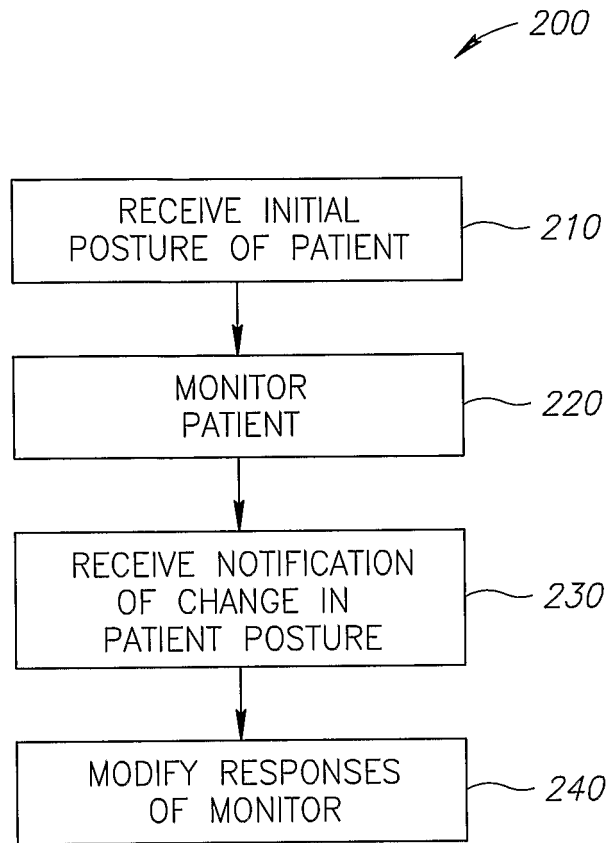 200
RECEIVE INITIAL
POSTURE OF PATIENT
210
MONITOR
PATIENT
220
RECEIVE NOTIFICATION
OF CHANGE IN
PATIENT POSTURE
230
MODIFY RESPONSES
OF MONITOR
240